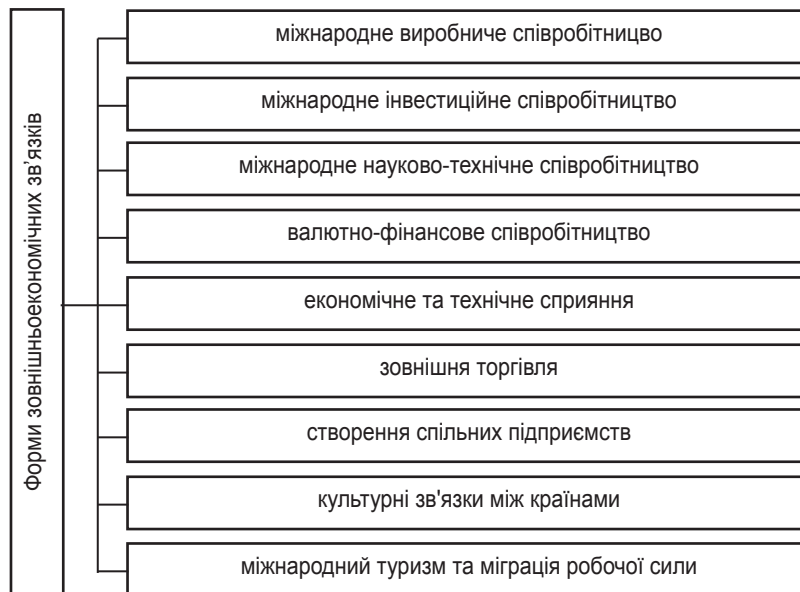 Форми зовнішньоекономічних зв’язків
міжнародне виробниче співробітницво
міжнародне інвестиційне співробітництво
міжнародне науково-технічне співробітництво
валютно-фінансове співробітництво
економічне та технічне сприяння
зовнішня торгівля
створення спільних підприємств
культурні зв'язки між країнами
міжнародний туризм та міграція робочої сили